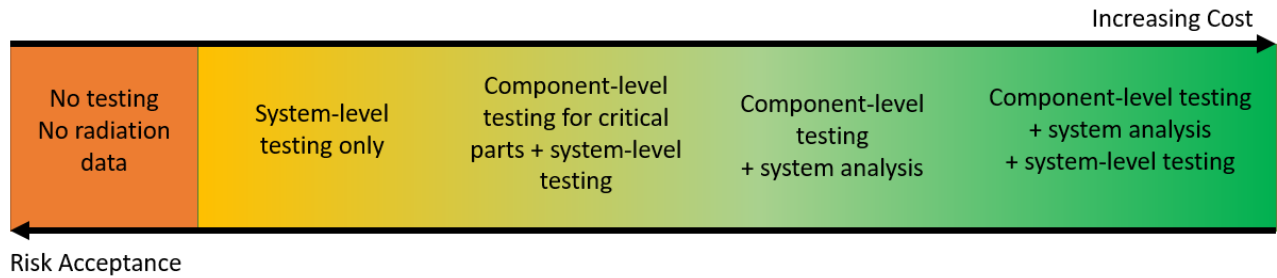 Increasing Cost
No testing
No radiation
data
System-level
testing only
Component-level
testing for critical
parts + system-level
testing
Component-level
testing
+ system analysis
Component-level testing
+ system analysis
+ system-level testing
Risk Acceptance